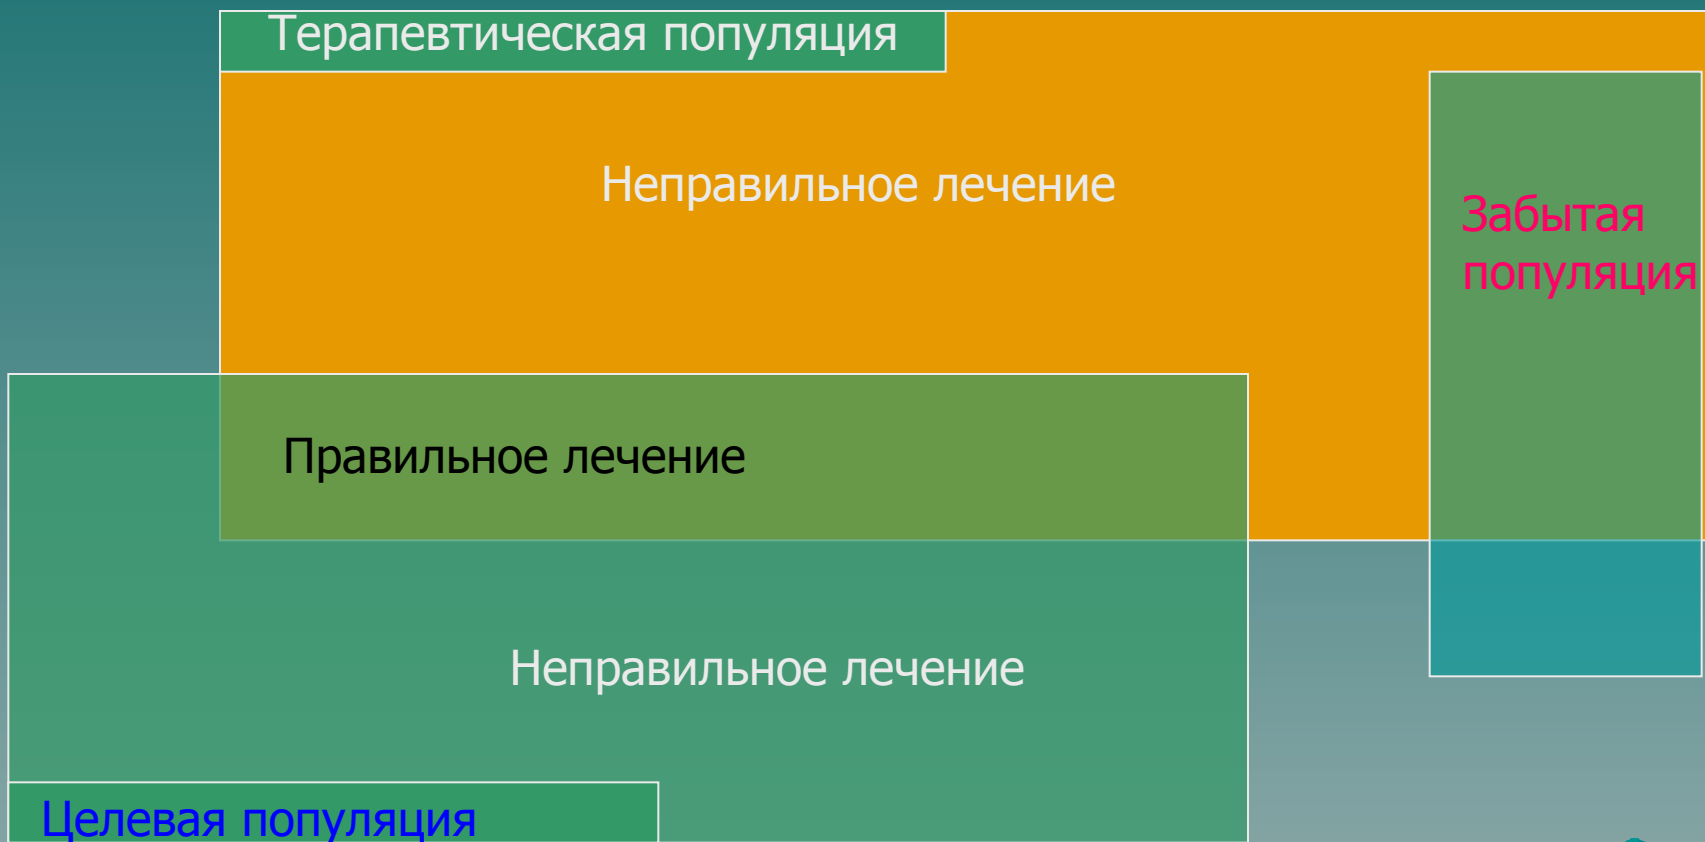 Терапевтическая популяция
Неправильное лечение
Забытая
популяция
Правильное лечение
Неправильное лечение
Целевая популяция